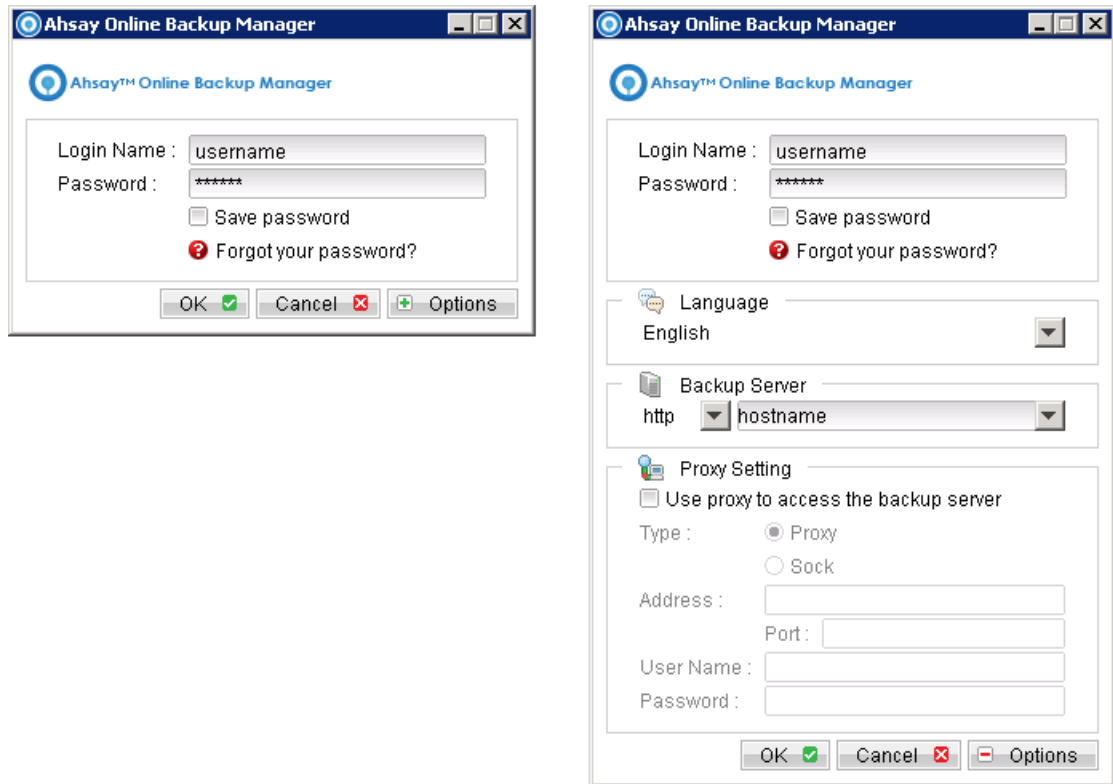 Ahsay Online Backup Manager
Ahsay™ Online Backup Manager
Login Name : username
Password : ******
Save password
Forgot your password?
OK Cancel Options
Ahsay Online Backup Manager
Ahsay™ Online Backup Manager
Login Name : username
Password : ******
Save password
Forgot your password?
Language
English
Backup Server
http hostname
Proxy Setting
Use proxy to access the backup server
Type : Proxy
Sock
Address :
Port :
User Name :
Password :
OK Cancel Options